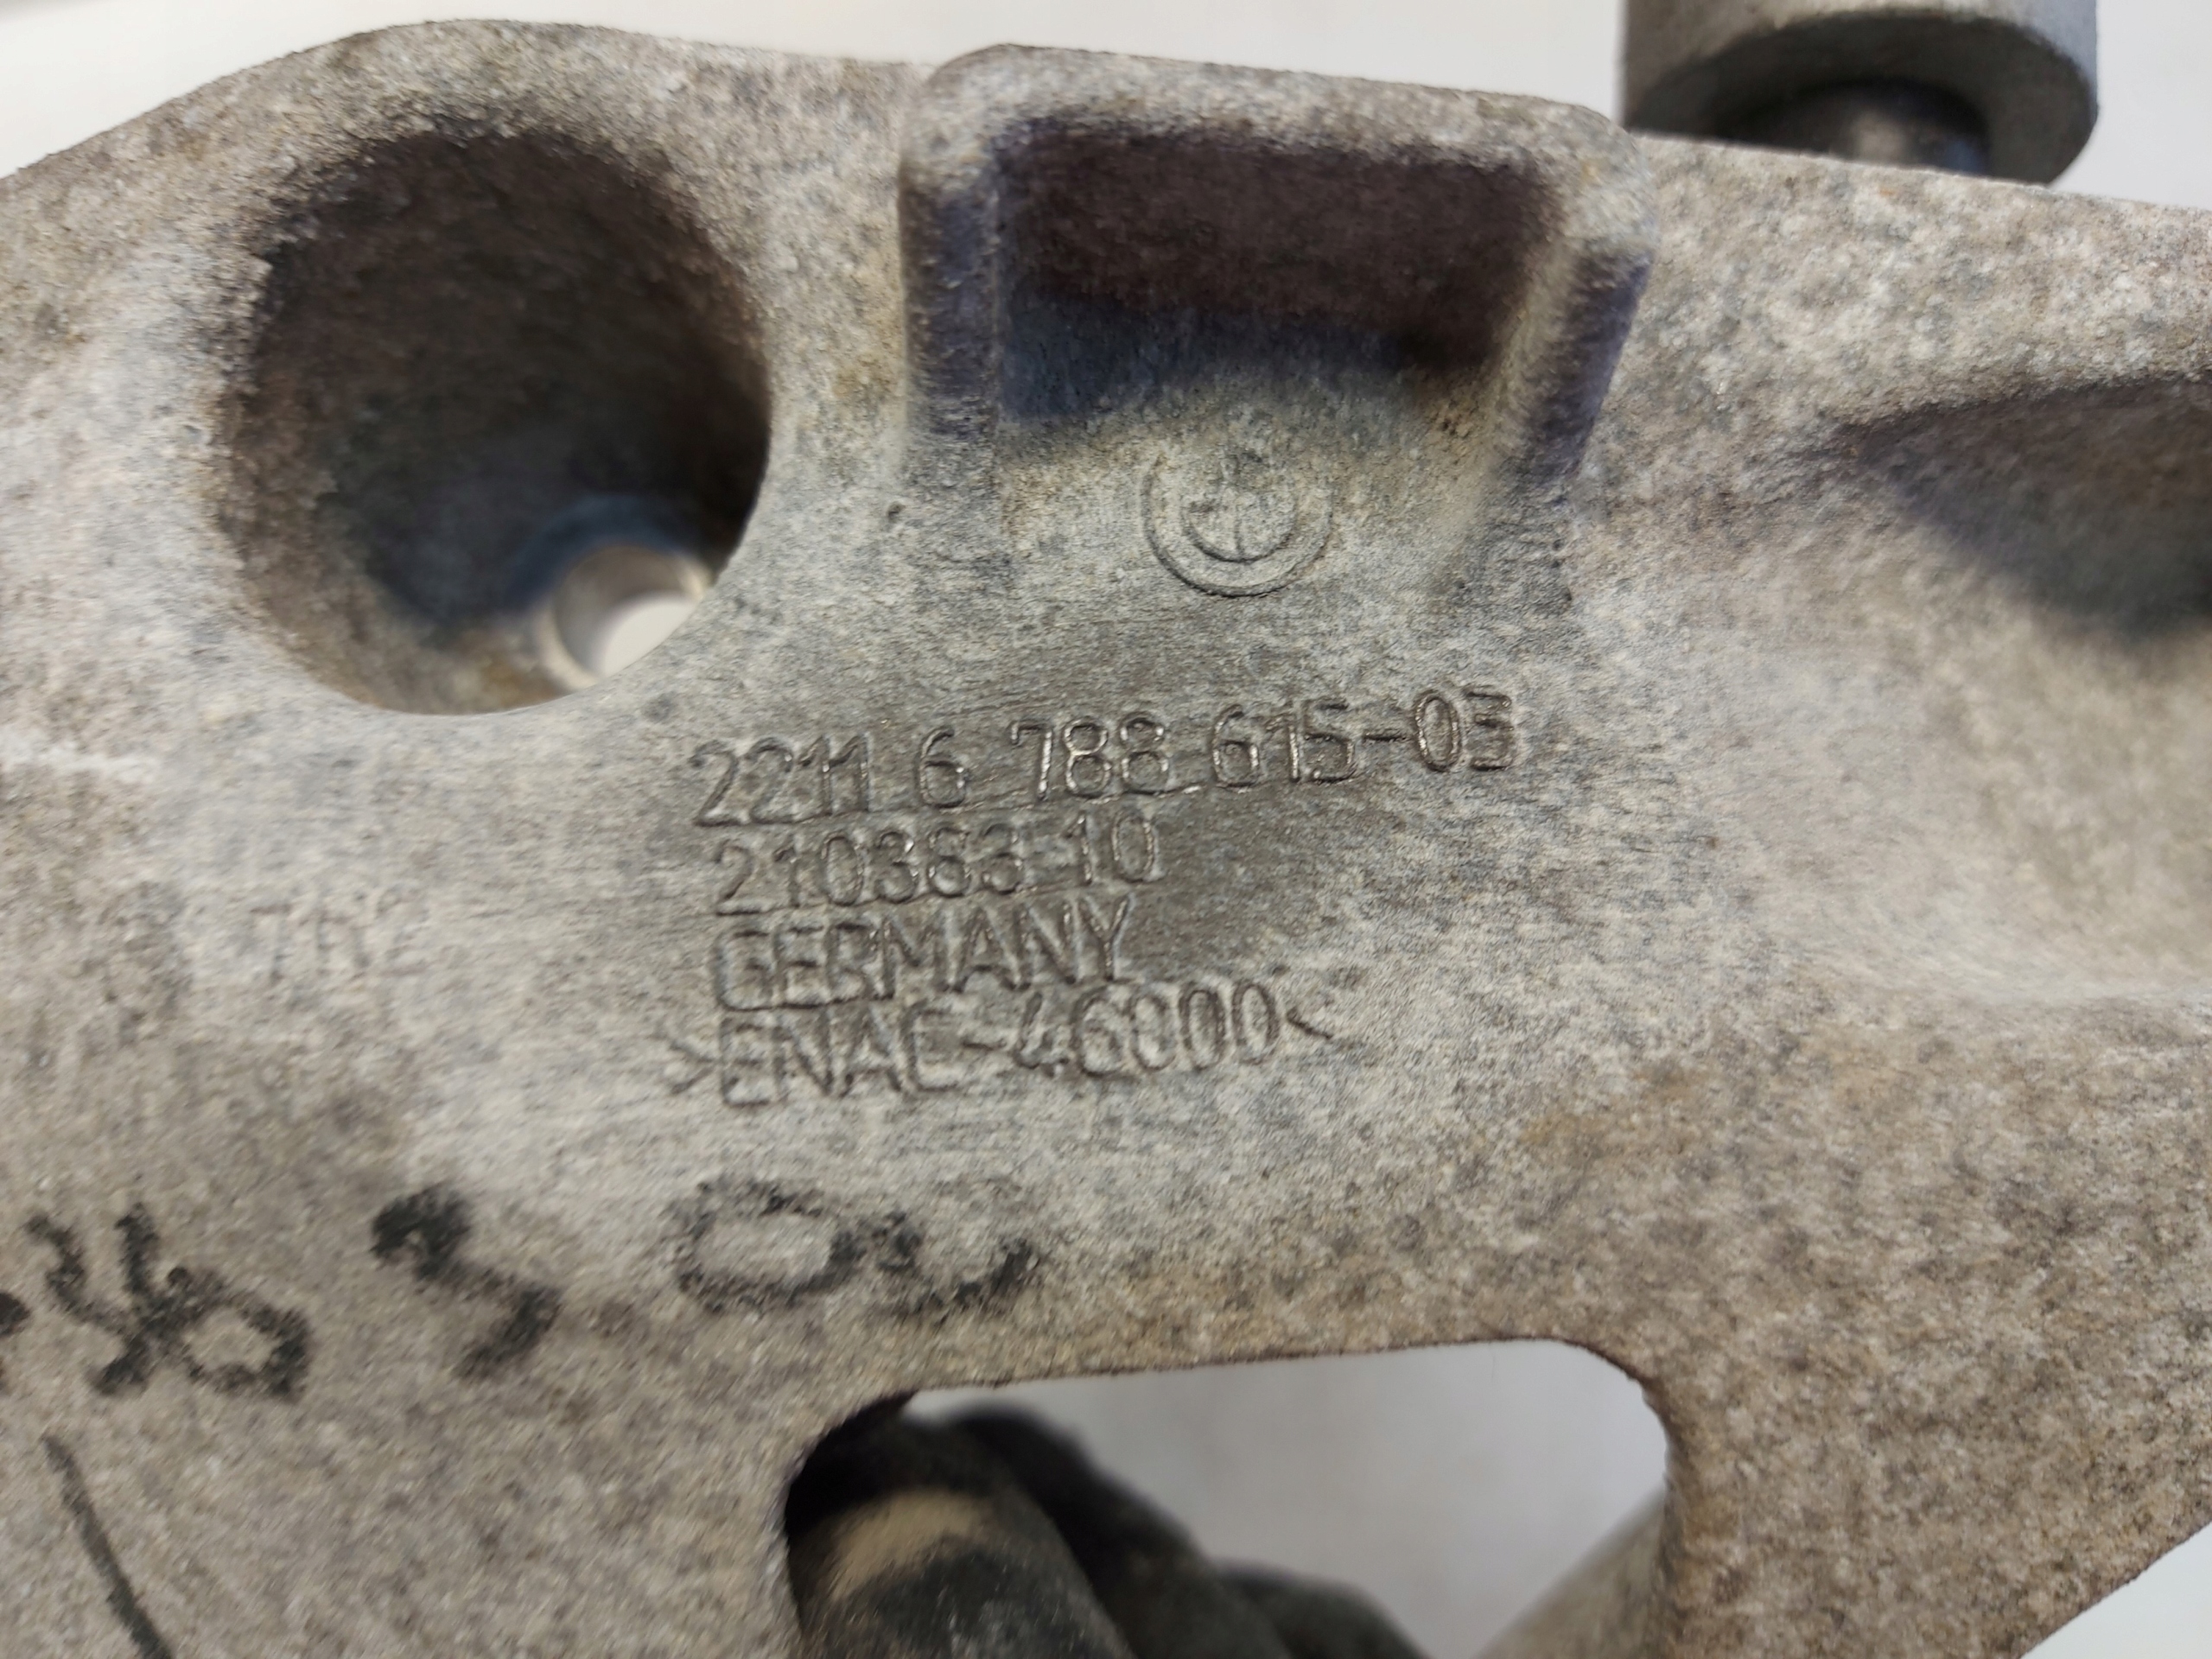 2211 6 788 615-03
210363-10
GERMANY
>ENAC-46000<